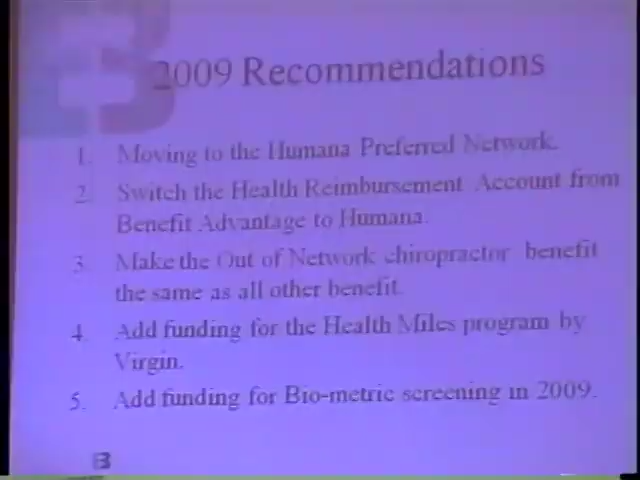 2009 Recommendations
1. Moving to the Humana Preferred Network.
2. Switch the Health Reimbursement Account from
Benefit Advantage to Humana.
3. Make the Out of Network chiropractor benefit
the same as all other benefit.
4. Add funding for the Health Miles program by
Virgin.
5. Add funding for Bio-metric screening in 2009.
B